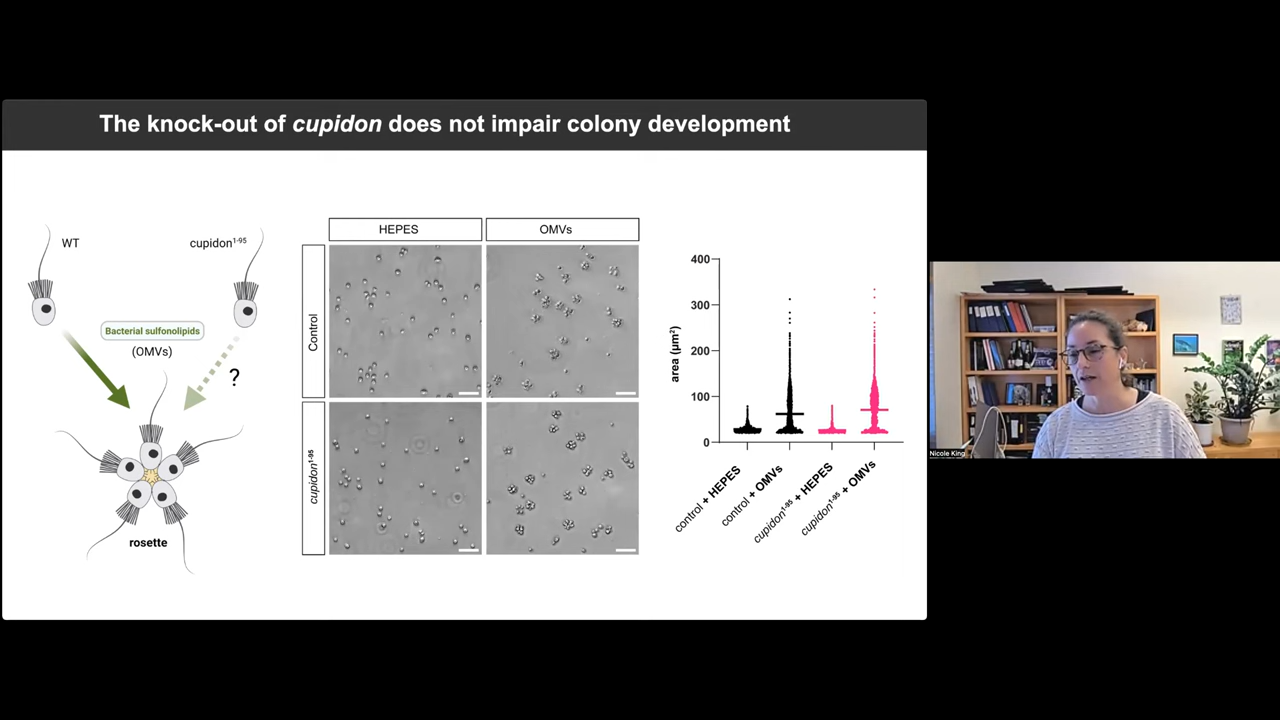 The knock-out of cupidon does not impair colony development
WT
cupidon¹⁻⁹⁵
Bacterial sulfonolipids
(OMVs)
?
rosette
HEPES
OMVs
Control
cupidon¹⁻⁹⁵
400
300
200
100
0
area (µm²)
control + HEPES
control + OMVs
cupidon¹⁻⁹⁵ + HEPES
cupidon¹⁻⁹⁵ + OMVs
Nicole King